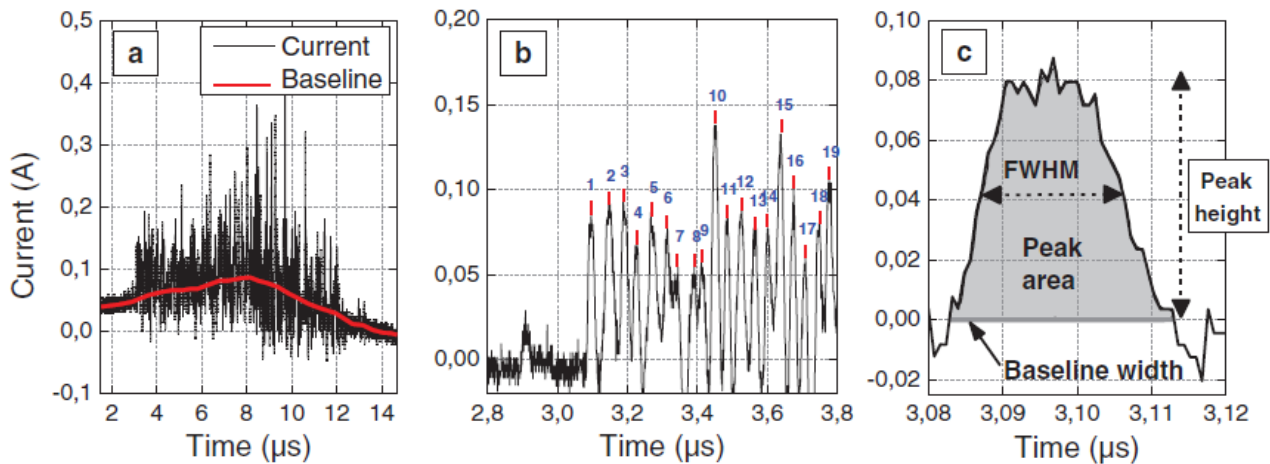 a
Current
Baseline
0,5
0,4
0,3
0,2
0,1
0,0
-0,1
2 4 6 8 10 12 14
Current (A)
Time (µs)
b
0,20
0,15
0,10
0,05
0,00
2,8 3,0 3,2 3,4 3,6 3,8
Time (µs)
1 2 3 4 5 6 7 8 9 10 11 12 13 14 15 16 17 18 19
c
0,10
0,08
0,06
0,04
0,02
0,00
-0,02
3,08 3,09 3,10 3,11 3,12
Time (µs)
FWHM
Peak
area
Peak
height
Baseline width